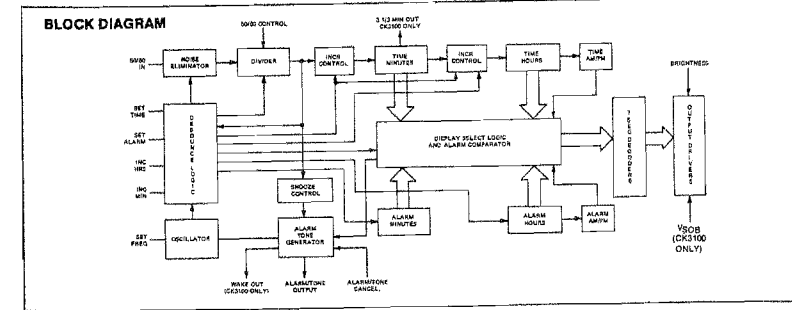 BLOCK DIAGRAM
50/60 CONTROL
3 1/3 MIN OUT
CK3100 ONLY
50/60
IN
NOISE
ELIMINATOR
DIVIDER
INCR
CONTROL
TIME
MINUTES
INCR
CONTROL
TIME
HOURS
TIME
AM/PM
BRIGHTNESS
SET
TIME
SET
ALARM
INC
HRS
INC
MIN
DEBOUNCE LOGIC
DISPLAY SELECT LOGIC
AND ALARM COMPARATOR
7 SEG DECODERS
OUTPUT DRIVERS
SNOOZE
CONTROL
ALARM
MINUTES
ALARM
HOURS
ALARM
AM/PM
SET
FREQ
OSCILLATOR
ALARM
TONE
GENERATOR
VSOB
(CK3100
ONLY)
WAKE OUT
(CK3100 ONLY)
ALARM/TONE
OUTPUT
ALARM/TONE
CANCEL.